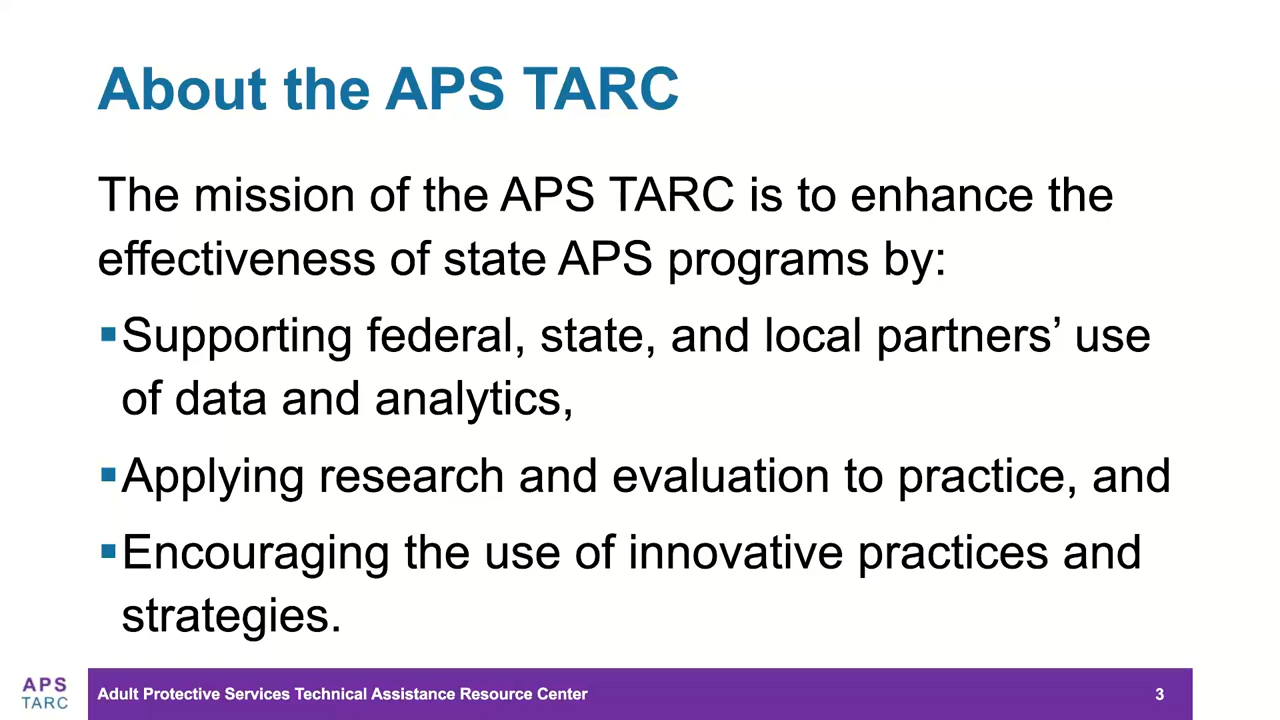 About the APS TARC
The mission of the APS TARC is to enhance the
effectiveness of state APS programs by:
▪Supporting federal, state, and local partners’ use
of data and analytics,
▪Applying research and evaluation to practice, and
▪Encouraging the use of innovative practices and
strategies.
APS
TARC
Adult Protective Services Technical Assistance Resource Center
3